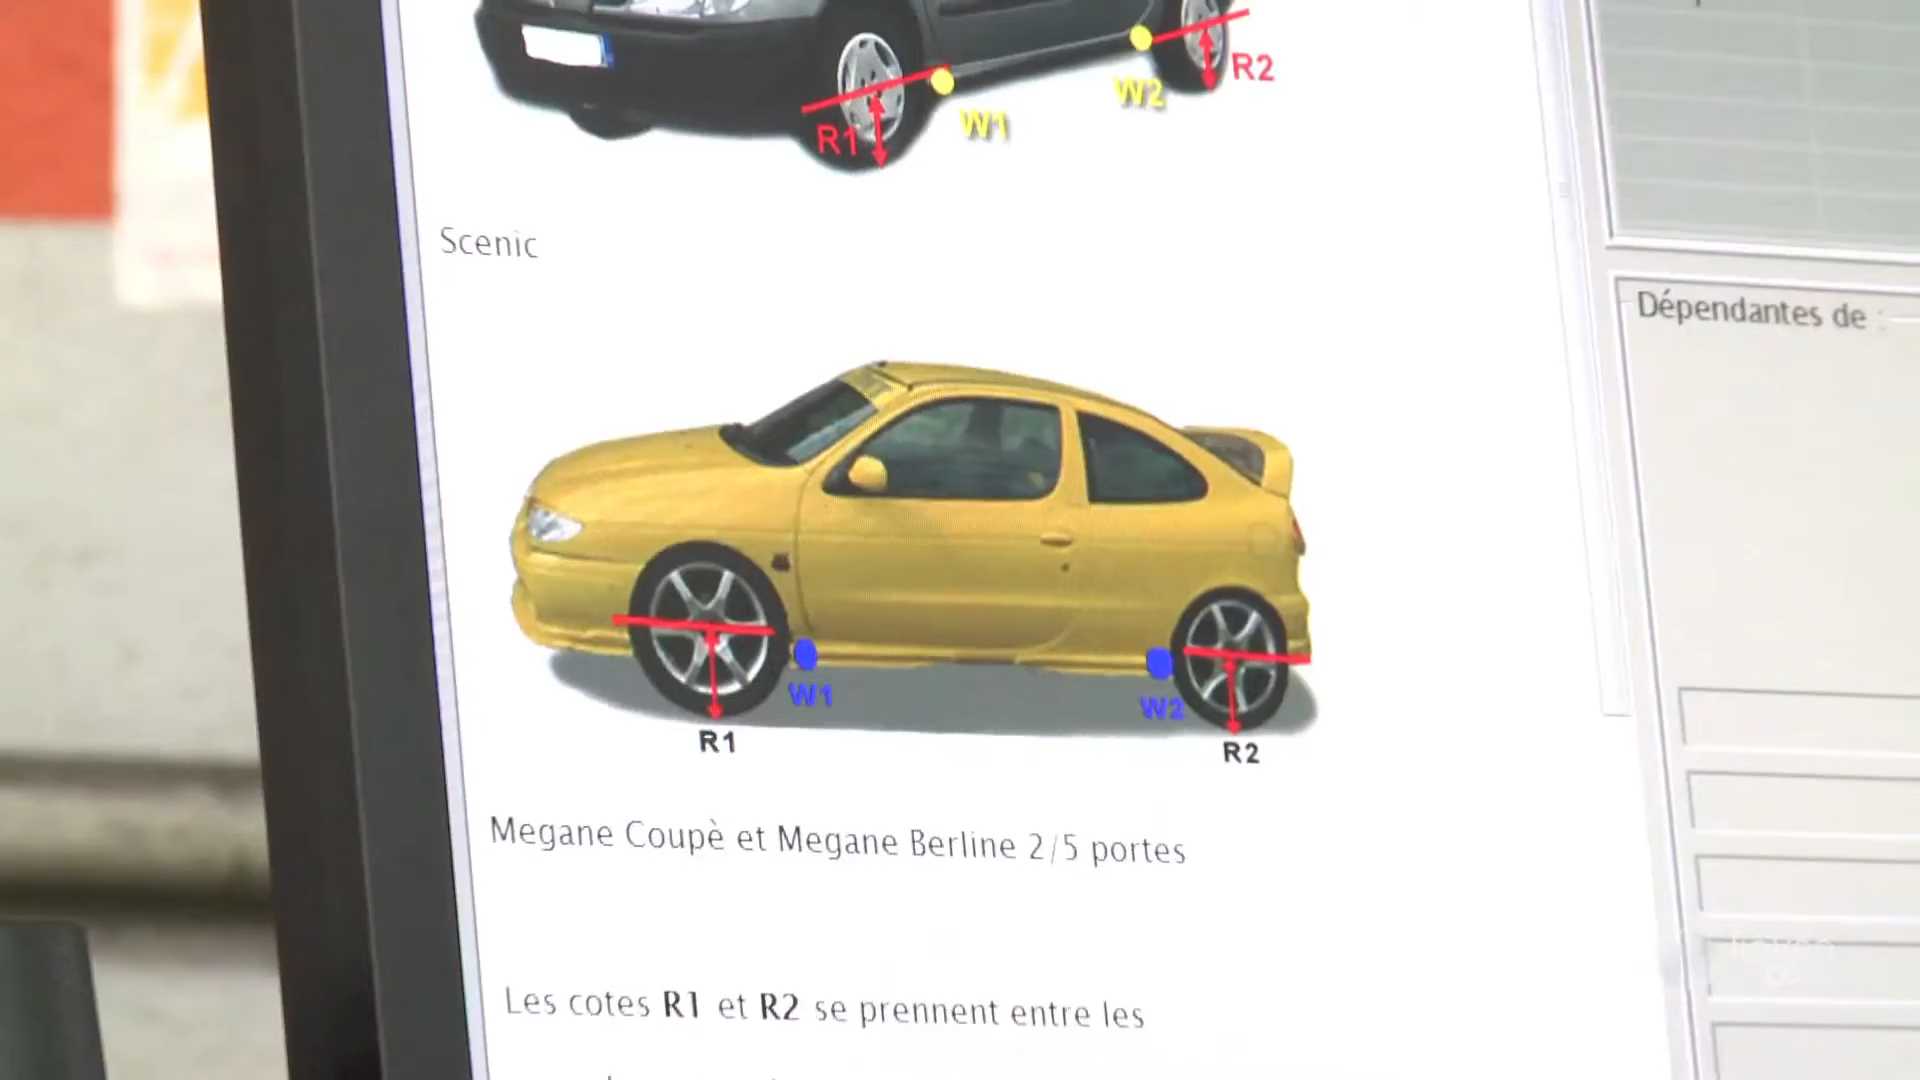 R2
W2
W1
R1
Scenic
Dépendantes de :
W1
W2
R1
R2
Megane Coupè et Megane Berline 2/5 portes
Les cotes R1 et R2 se prennent entre les